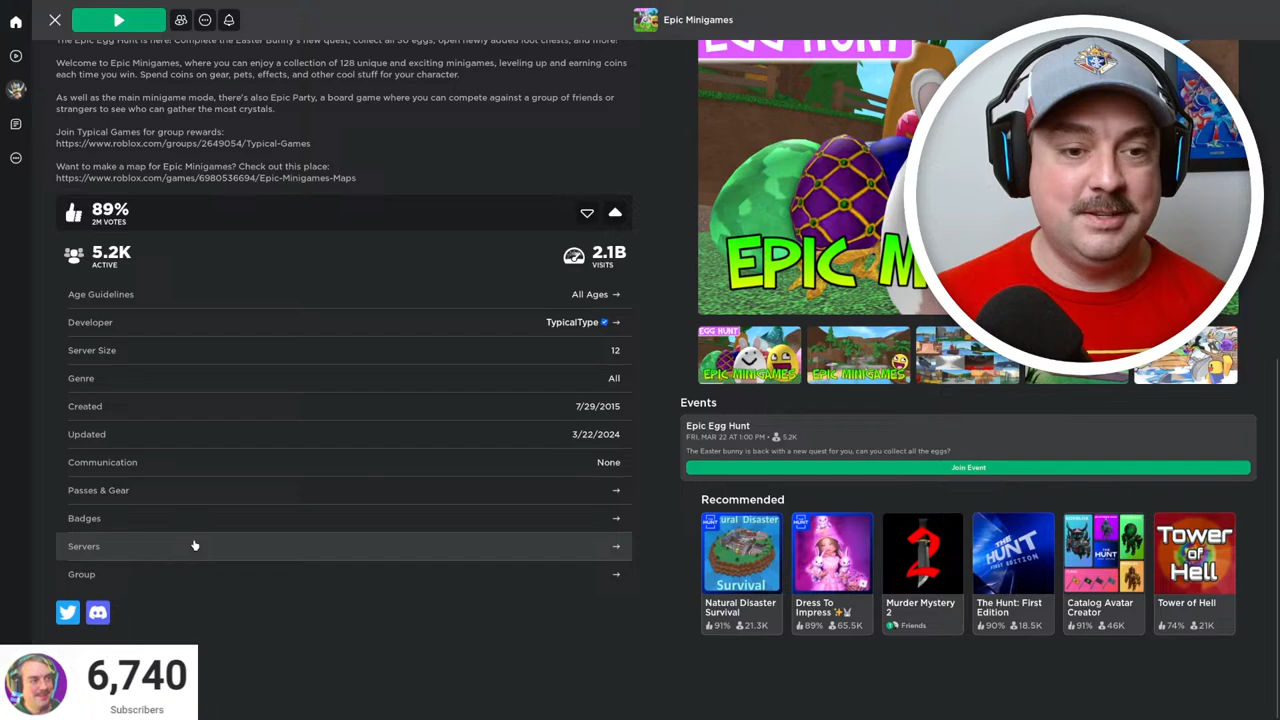 Epic Minigames
The Epic Egg Hunt is here! Complete the Easter Bunny's new quest, collect all 30 eggs, open newly added loot chests, and more!
Welcome to Epic Minigames, where you can enjoy a collection of 128 unique and exciting minigames, leveling up and earning coins
each time you win. Spend coins on gear, pets, effects, and other cool stuff for your character.
As well as the main minigame mode, there's also Epic Party, a board game where you can compete against a group of friends or
strangers to see who can gather the most crystals.
Join Typical Games for group rewards:
https://www.roblox.com/groups/2649054/Typical-Games
Want to make a map for Epic Minigames? Check out this place:
https://www.roblox.com/games/6980536694/Epic-Minigames-Maps
89%
2M VOTES
5.2K
ACTIVE
2.1B
VISITS
Age Guidelines All Ages
Developer TypicalType
Server Size 12
Genre All
Created 7/29/2015
Updated 3/22/2024
Communication None
Passes & Gear
Badges
Servers
Group
6,740
Subscribers
EGG HUNT
EPIC M
EGG HUNT
EPIC MINIGAMES
EPIC MINIGAMES
Events
Epic Egg Hunt
FRI, MAR 22 AT 1:00 PM • 5.2K
The Easter bunny is back with a new quest for you, can you collect all the eggs?
Join Event
Recommended
HUNT
Natural Disaster
Survival
HUNT
2
THE HUNT
Tower
of
Hell
Natural Disaster
Survival
91% 21.3K
Dress To
Impress
89% 65.5K
Murder Mystery
2
Friends
The Hunt: First
Edition
90% 18.5K
Catalog Avatar
Creator
91% 46K
Tower of Hell
74% 21K